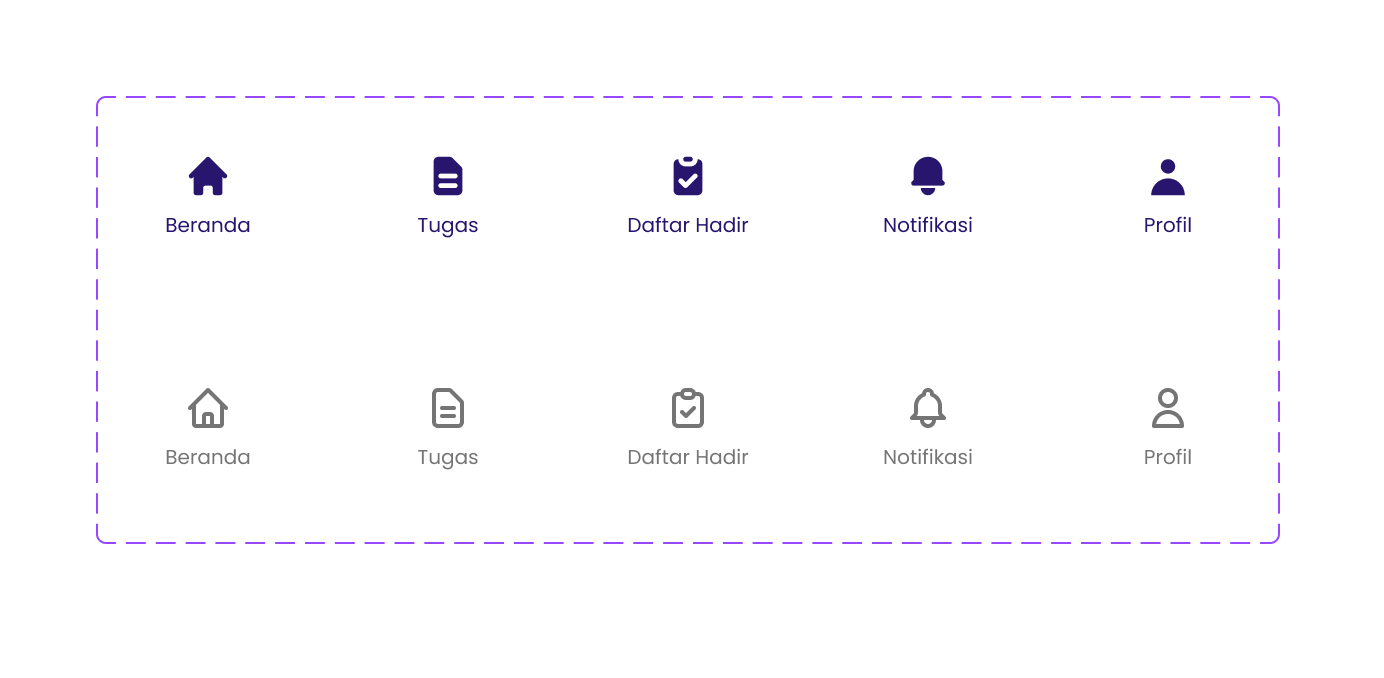 Beranda
Tugas
Daftar Hadir
Notifikasi
Profil
Beranda
Tugas
Daftar Hadir
Notifikasi
Profil